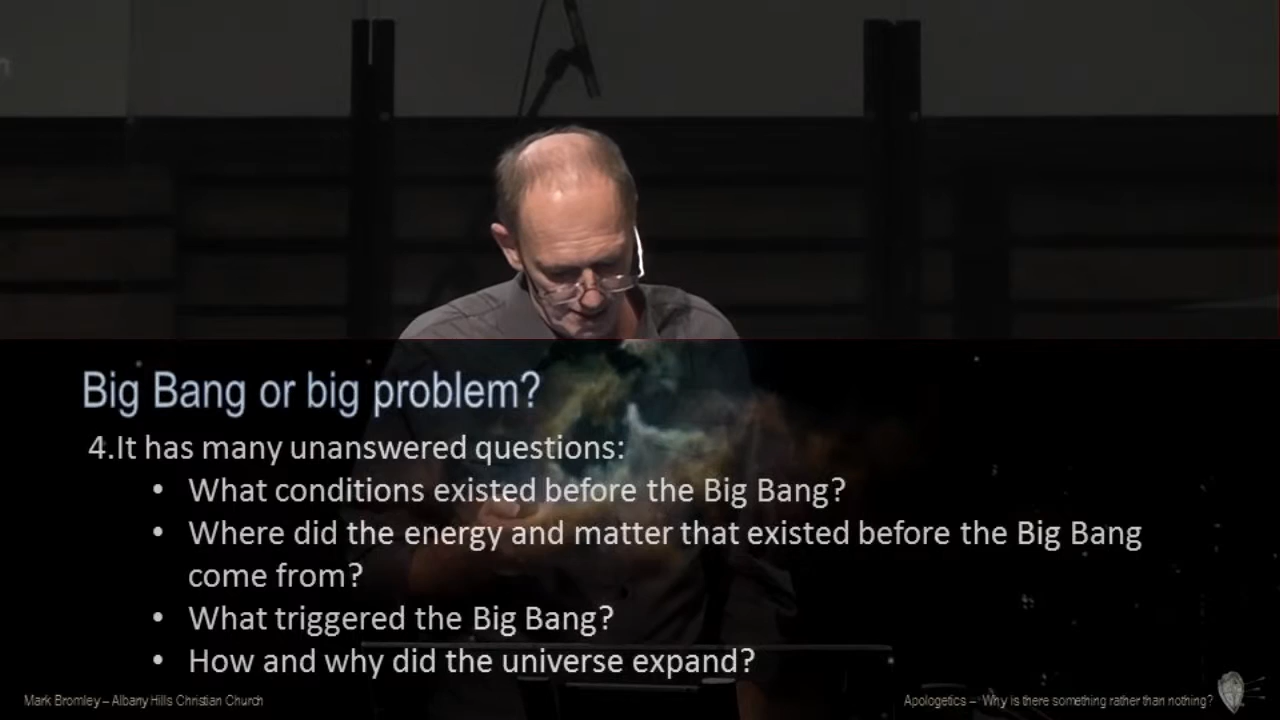 Big Bang or big problem?
4.It has many unanswered questions:
• What conditions existed before the Big Bang?
• Where did the energy and matter that existed before the Big Bang
come from?
• What triggered the Big Bang?
• How and why did the universe expand?
Mark Bromley – Albany Hills Christian Church
Apologetics – Why is there something rather than nothing?